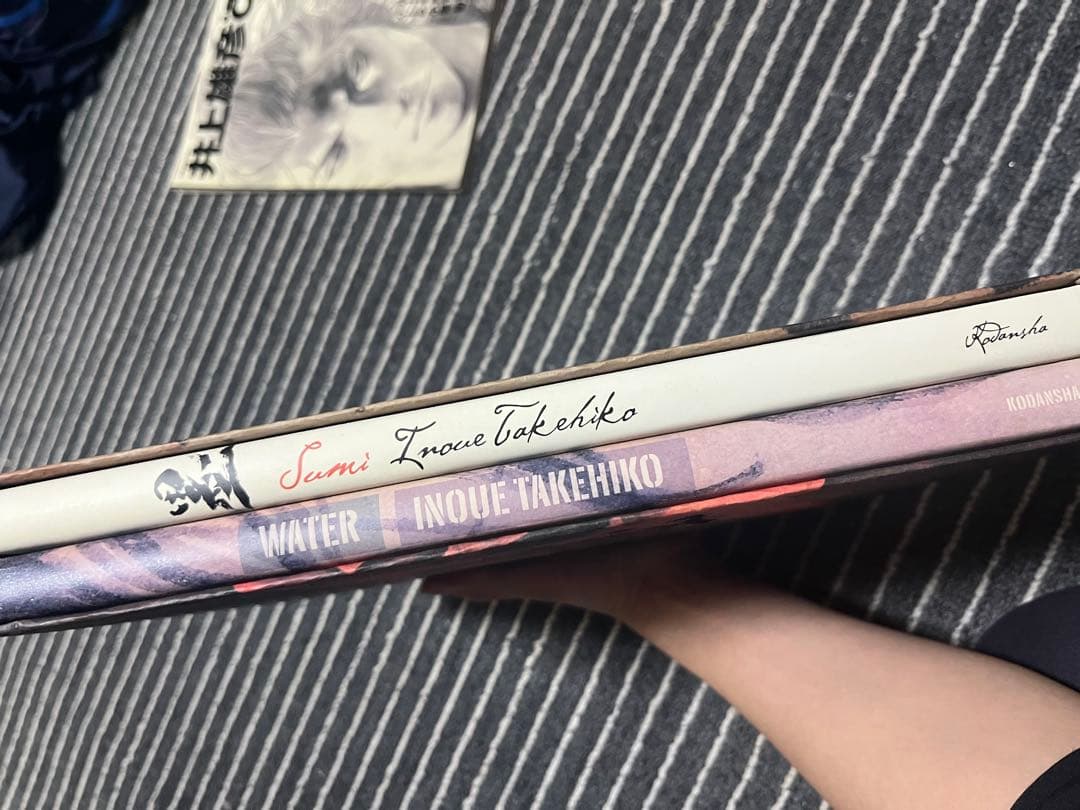 井上雄彦
墨 Sumi Inoue Takehiko Kodansha
WATER INOUE TAKEHIKO KODANSHA